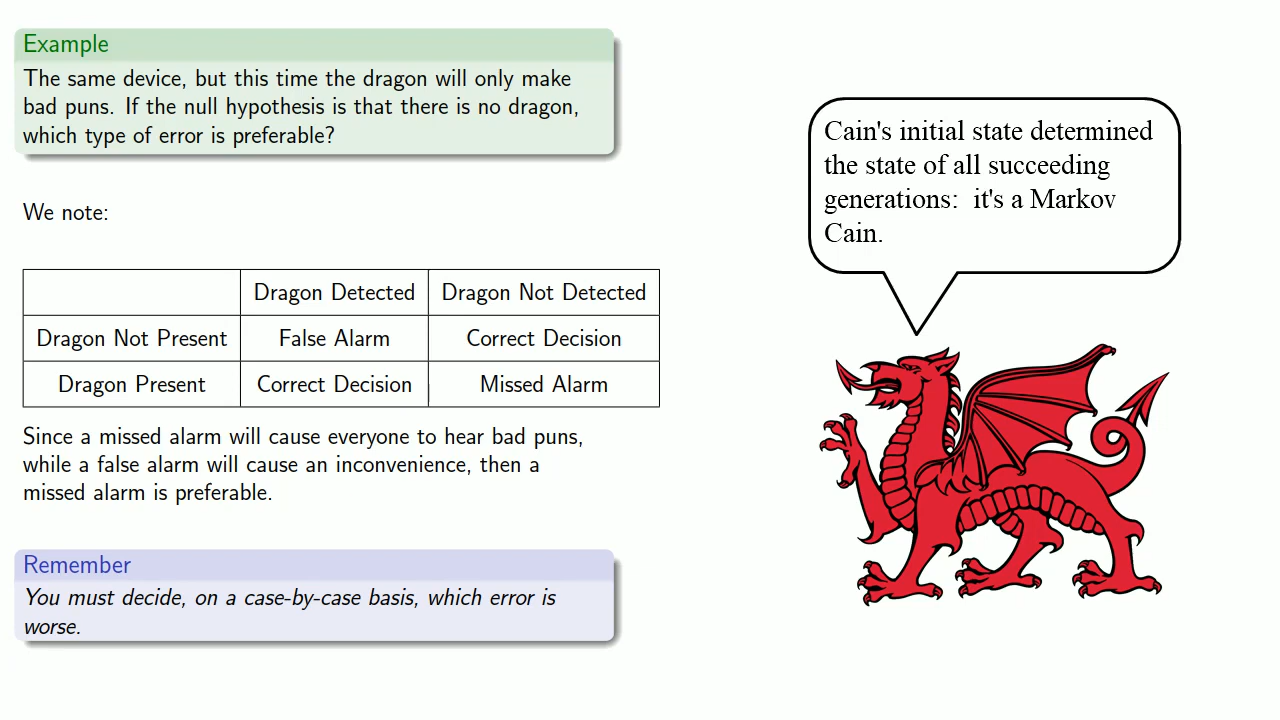 Example
The same device, but this time the dragon will only make
bad puns. If the null hypothesis is that there is no dragon,
which type of error is preferable?
We note:
Dragon Detected Dragon Not Detected
Dragon Not Present False Alarm Correct Decision
Dragon Present Correct Decision Missed Alarm
Since a missed alarm will cause everyone to hear bad puns,
while a false alarm will cause an inconvenience, then a
missed alarm is preferable.
Remember
You must decide, on a case-by-case basis, which error is
worse.
Cain's initial state determined
the state of all succeeding
generations: it's a Markov
Cain.